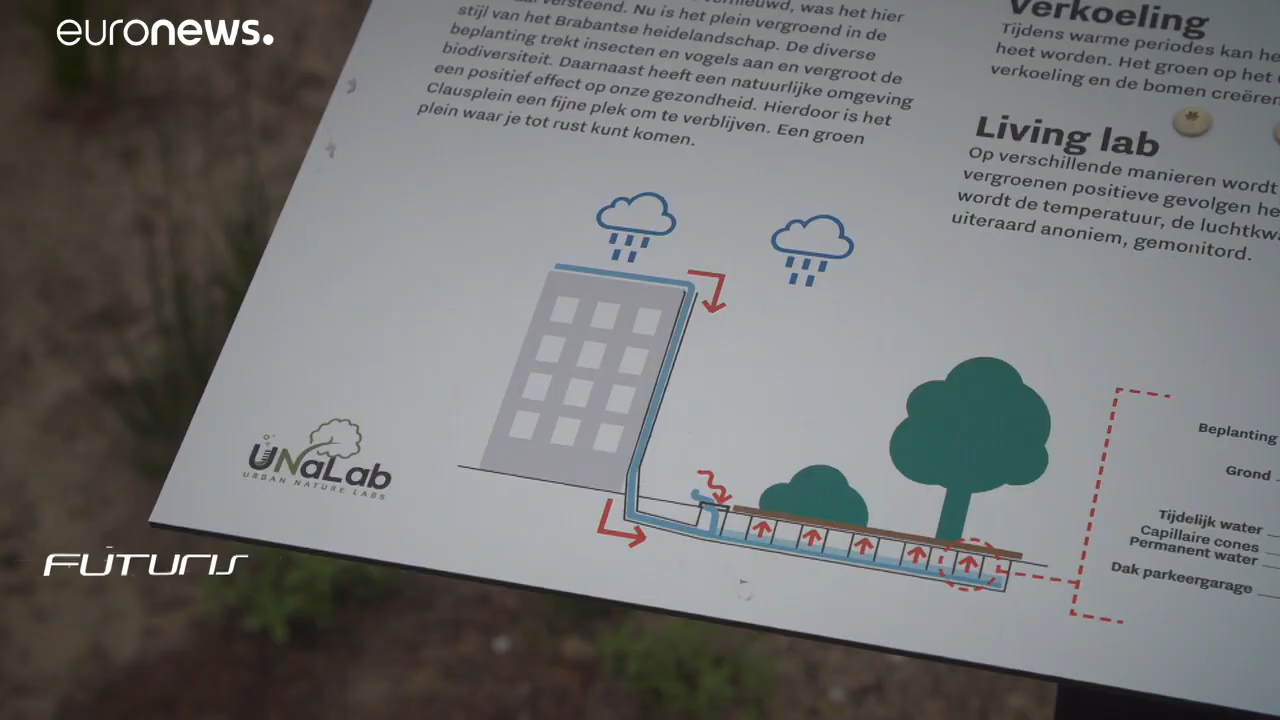 euronews.
vernieuwd, was het hier
versteend. Nu is het plein vergroend in de
stijl van het Brabantse heidelandschap. De diverse
beplanting trekt insecten en vogels aan en vergroot de
biodiversiteit. Daarnaast heeft een natuurlijke omgeving
een positief effect op onze gezondheid. Hierdoor is het
Clausplein een fijne plek om te verblijven. Een groen
plein waar je tot rust kunt komen.
Verkoeling
Tijdens warme periodes kan he
heet worden. Het groen op het
verkoeling en de bomen creëren
Living lab
Op verschillende manieren wordt
vergroenen positieve gevolgen he
wordt de temperatuur, de luchtkwa
uiteraard anoniem, gemonitord.
UNaLab
URBAN NATURE LABS
Beplanting
Grond
Tijdelijk water
Capillaire cones
Permanent water
Dak parkeergarage
FUTURIS